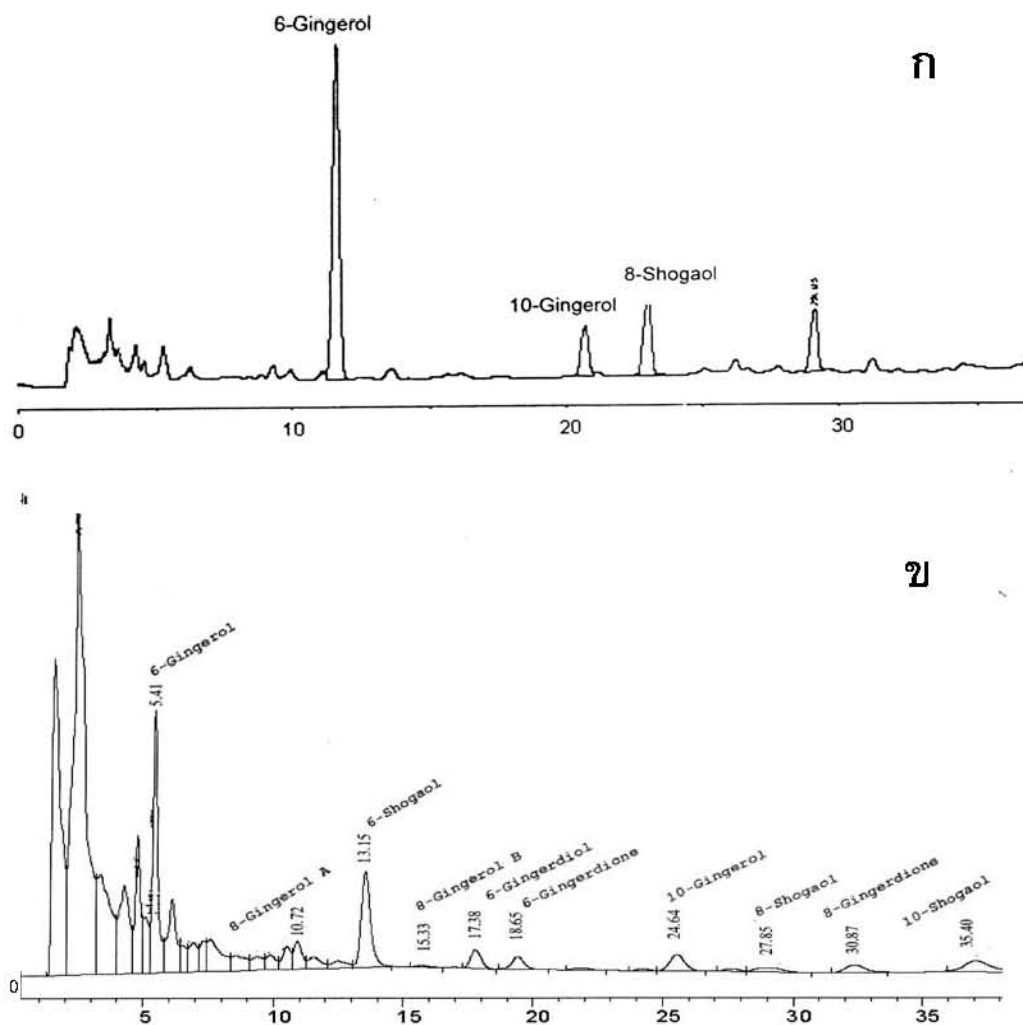 6-Gingerol
ก
8-Shogaol
10-Gingerol
0 10 20 30
ข
6-Gingerol
5.41
8-Gingerol A
10.72
6-Shogaol
13.15
8-Gingerol B
15.33
6-Gingerdiol
17.38
6-Gingerdione
18.65
10-Gingerol
24.64
8-Shogaol
27.85
8-Gingerdione
30.87
10-Shogaol
35.40
0
5 10 15 20 25 30 35